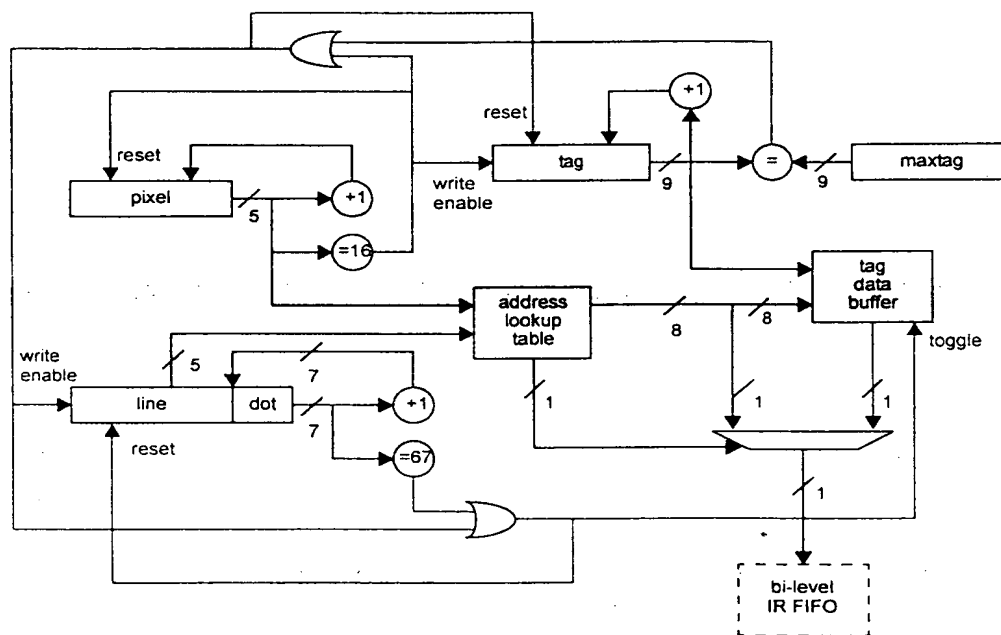 reset
+1
reset
tag
=
maxtag
9
9
write
enable
pixel
5
+1
=16
address
lookup
table
8
8
tag
data
buffer
toggle
5
7
write
enable
line
dot
7
+1
1
1
1
reset
=67
1
bi-level
IR FIFO